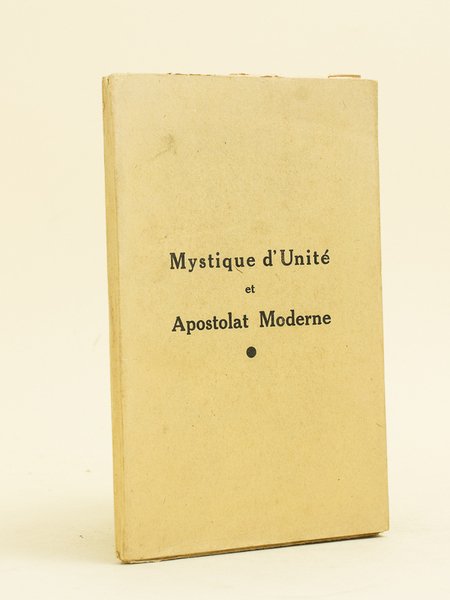 Mystique d'Unité
et
Apostolat Moderne